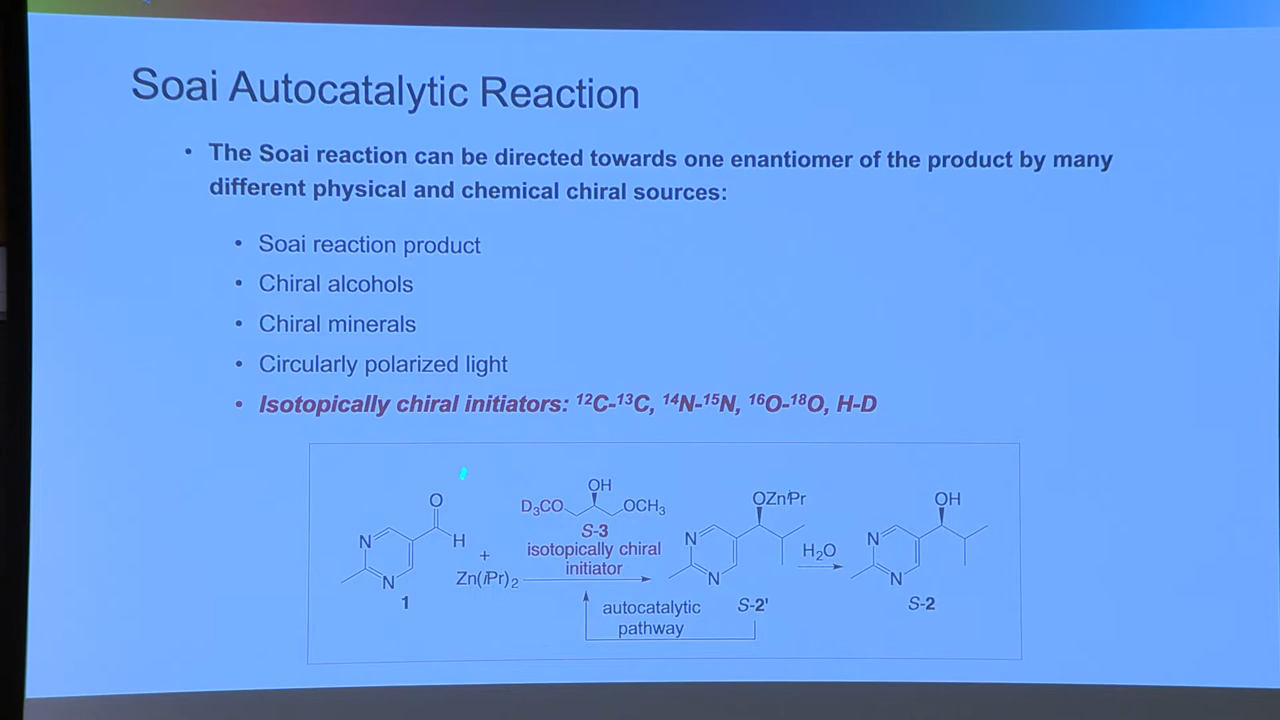 Soai Autocatalytic Reaction
• The Soai reaction can be directed towards one enantiomer of the product by many
different physical and chemical chiral sources:
• Soai reaction product
• Chiral alcohols
• Chiral minerals
• Circularly polarized light
• Isotopically chiral initiators: ¹²C-¹³C, ¹⁴N-¹⁵N, ¹⁶O-¹⁸O, H-D
O
H
N
N
1
+
Zn(iPr)₂
OH
D₃CO
OCH₃
S-3
isotopically chiral
initiator
autocatalytic
pathway
OZniPr
N
N
S-2'
H₂O
OH
N
N
S-2